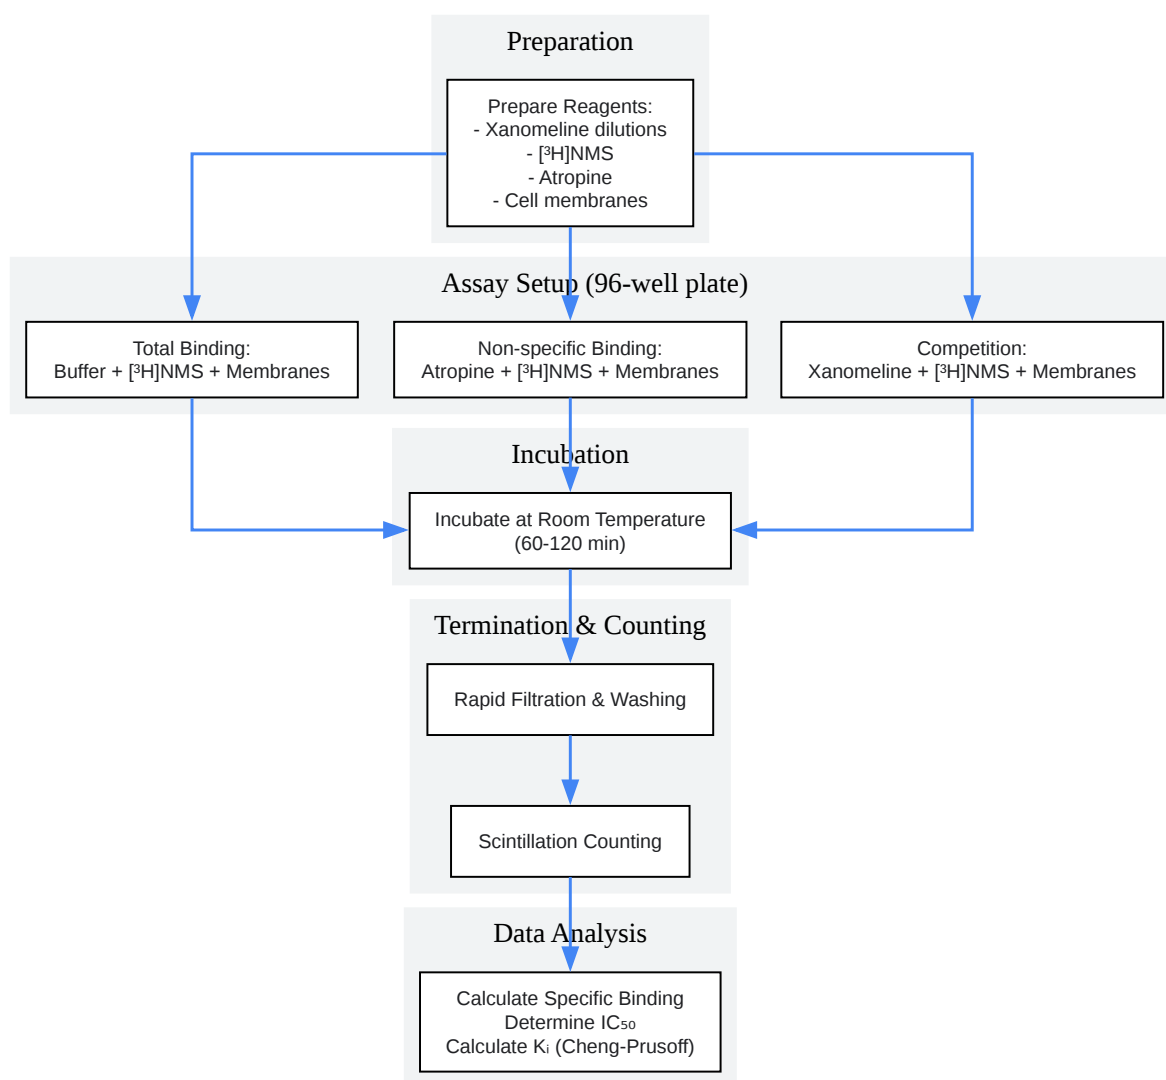 Preparation
Prepare Reagents:
- Xanomeline dilutions
- [³H]NMS
- Atropine
- Cell membranes
Assay Setup (96-well plate)
Total Binding:
Buffer + [³H]NMS + Membranes
Non-specific Binding:
Atropine + [³H]NMS + Membranes
Competition:
Xanomeline + [³H]NMS + Membranes
Incubation
Incubate at Room Temperature
(60-120 min)
Termination & Counting
Rapid Filtration & Washing
Scintillation Counting
Data Analysis
Calculate Specific Binding
Determine IC₅₀
Calculate Kᵢ (Cheng-Prusoff)